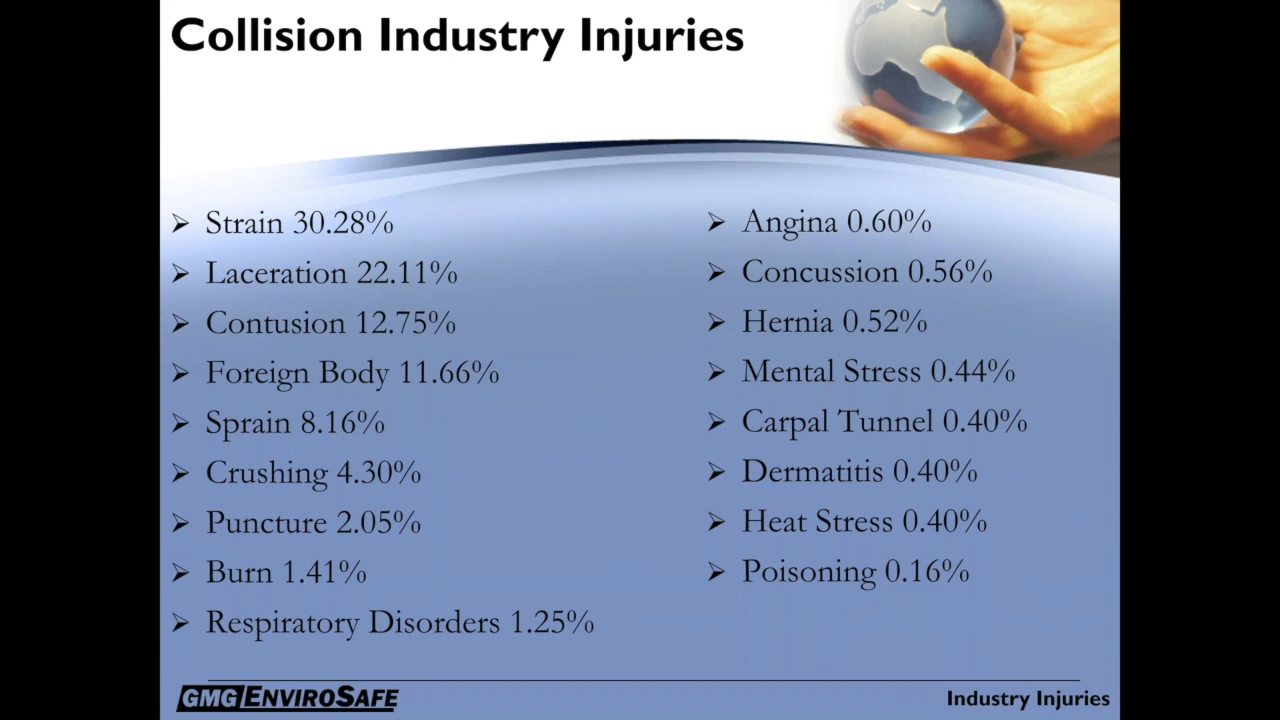 Collision Industry Injuries
Strain 30.28%
Laceration 22.11%
Contusion 12.75%
Foreign Body 11.66%
Sprain 8.16%
Crushing 4.30%
Puncture 2.05%
Burn 1.41%
Respiratory Disorders 1.25%
Angina 0.60%
Concussion 0.56%
Hernia 0.52%
Mental Stress 0.44%
Carpal Tunnel 0.40%
Dermatitis 0.40%
Heat Stress 0.40%
Poisoning 0.16%
GMG ENVIROSAFE
Industry Injuries